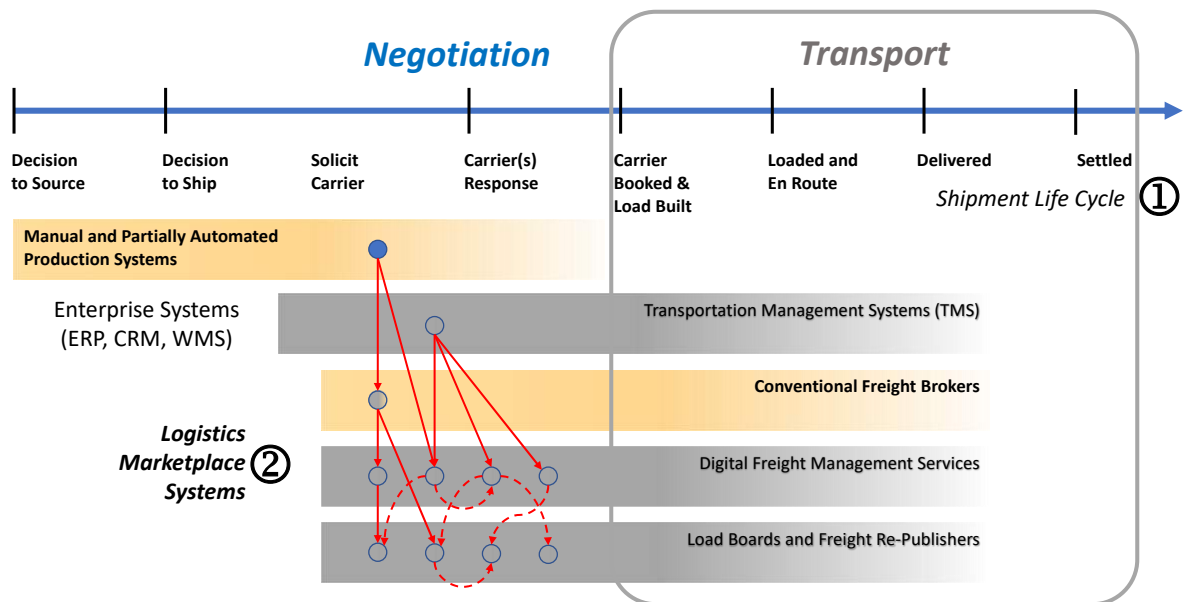 Negotiation
Transport
Decision
to Source
Decision
to Ship
Solicit
Carrier
Carrier(s)
Response
Carrier
Booked &
Load Built
Loaded and
En Route
Delivered
Settled
Shipment Life Cycle ①
Manual and Partially Automated
Production Systems
Enterprise Systems
(ERP, CRM, WMS)
Transportation Management Systems (TMS)
Conventional Freight Brokers
Logistics
Marketplace
Systems
②
Digital Freight Management Services
Load Boards and Freight Re-Publishers